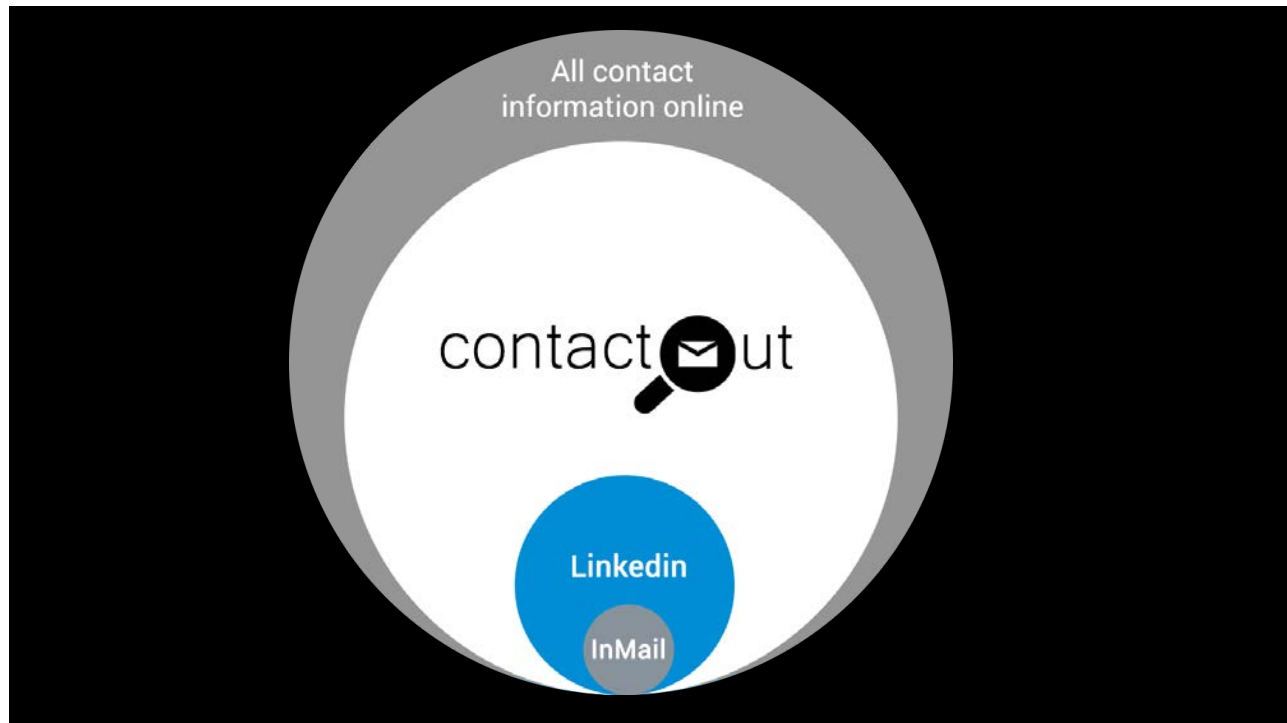 All contact
information online
contactout
Linkedin
InMail